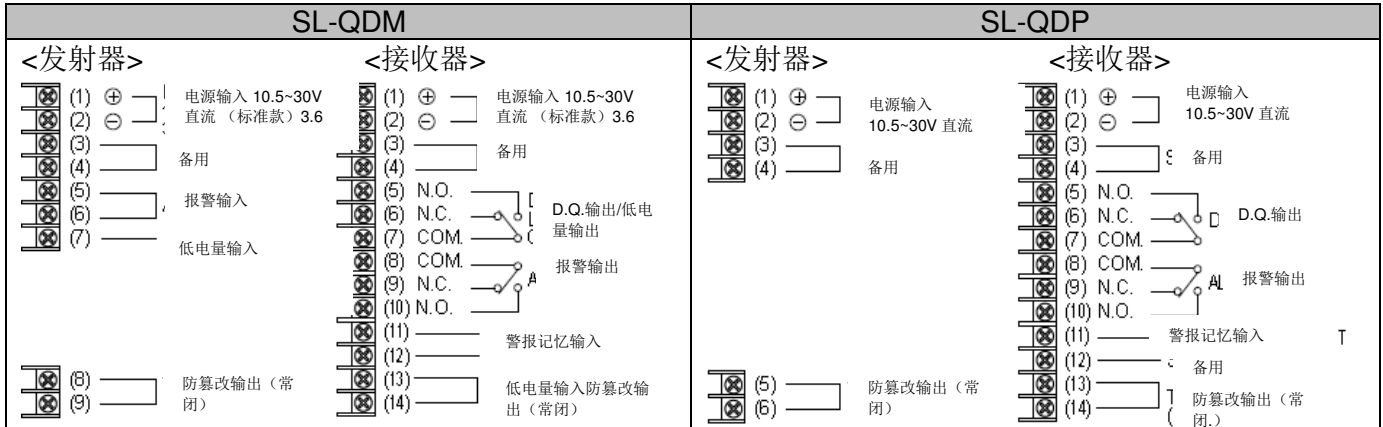 SL-QDM
<发射器>
(1) ⊕
(2) ⊖
电源输入 10.5~30V
直流 （标准款）3.6
(3)
(4)
备用
(5)
(6)
报警输入
(7)
低电量输入
(8)
(9)
防篡改输出（常
闭）
<接收器>
(1) ⊕
(2) ⊖
电源输入 10.5~30V
直流 （标准款）3.6
(3)
(4)
备用
(5) N.O.
(6) N.C.
(7) COM.
D.Q.输出/低电
量输出
(8) COM.
(9) N.C.
(10) N.O.
报警输出
(11)
(12)
警报记忆输入
(13)
(14)
低电量输入防篡改输
出（常闭）
SL-QDP
<发射器>
(1) ⊕
(2) ⊖
电源输入
10.5~30V 直流
(3)
(4)
备用
(5)
(6)
防篡改输出（常
闭）
<接收器>
(1) ⊕
(2) ⊖
电源输入
10.5~30V 直流
(3)
(4)
备用
(5) N.O.
(6) N.C.
(7) COM.
D
D.Q.输出
(8) COM.
(9) N.C.
(10) N.O.
AL
报警输出
(11)
警报记忆输入
T
(12)
备用
(13)
(14)
防篡改输出（常
闭.）